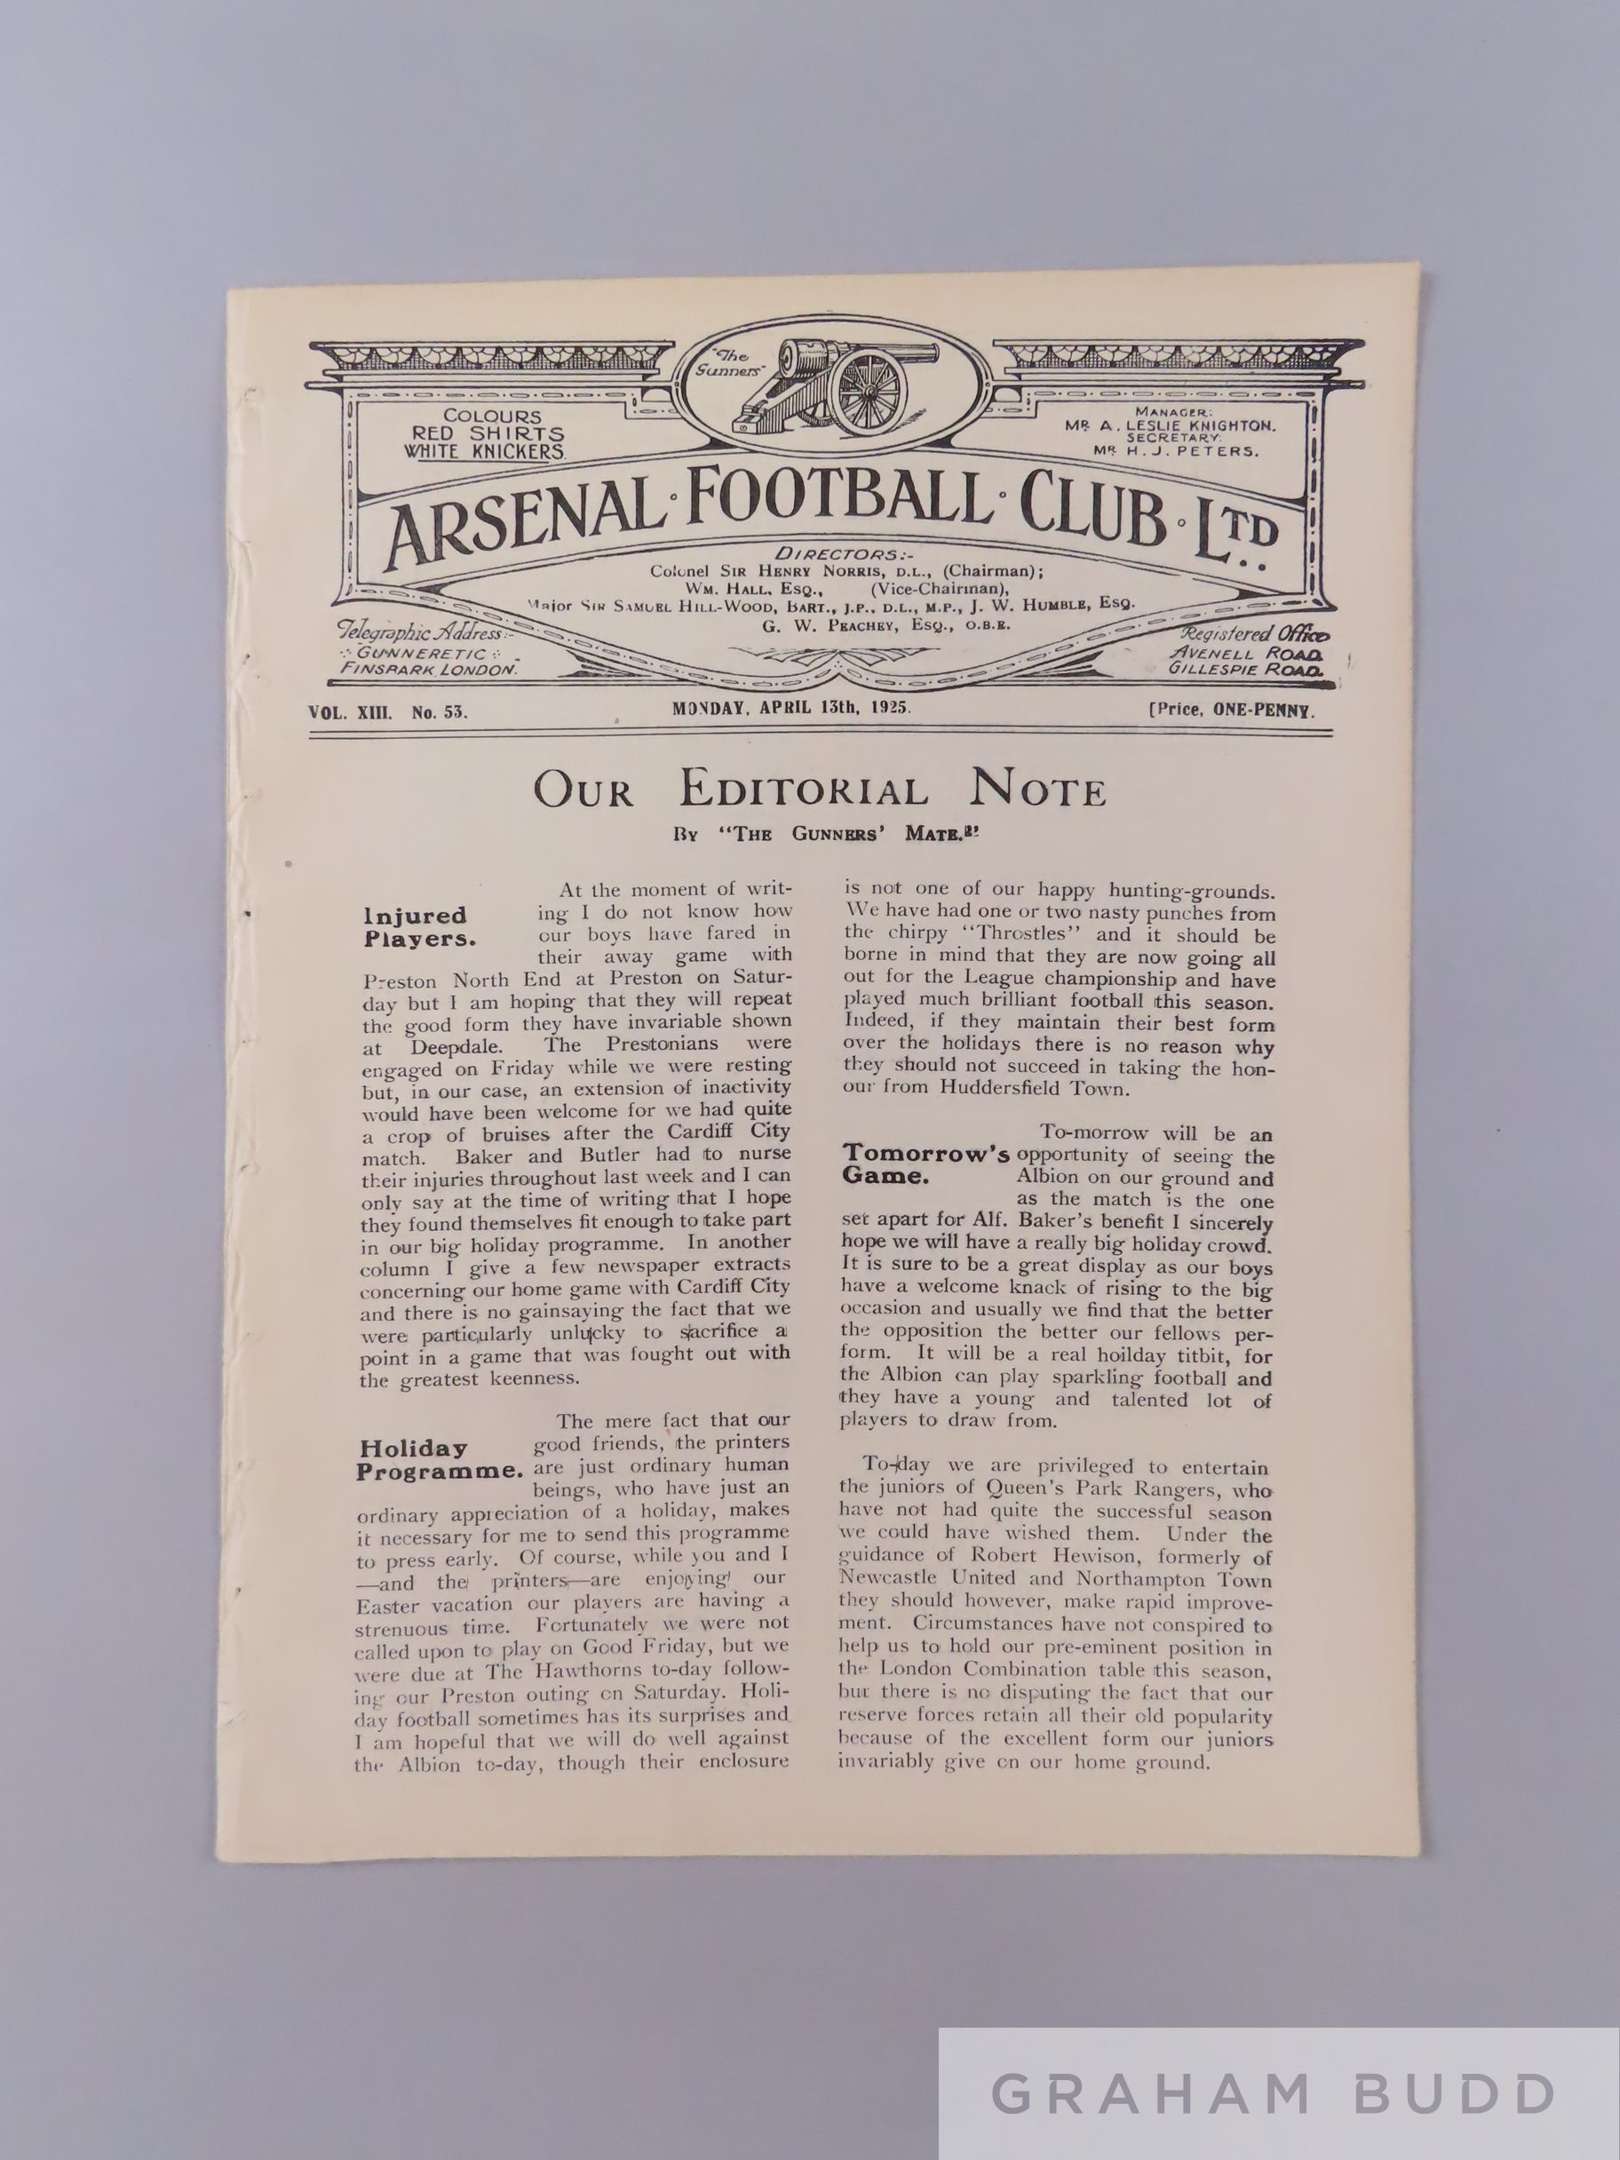 "The
Gunners"
COLOURS
RED SHIRTS
WHITE KNICKERS.
MANAGER:
MR. A. LESLIE KNIGHTON.
SECRETARY:
MR. H. J. PETERS.
ARSENAL · FOOTBALL · CLUB · LTD
DIRECTORS:-
Colonel SIR HENRY NORRIS, D.L., (Chairman);
WM. HALL, ESQ., (Vice-Chairman),
Major SIR SAMUEL HILL-WOOD, BART., J.P., D.L., M.P., J. W. HUMBLE, ESQ.
G. W. PEACHEY, ESQ., O.B.E.
Telegraphic Address:-
GUNNERETIC
FINSPARK, LONDON.
Registered Office
AVENELL ROAD
GILLESPIE ROAD.
VOL. XIII. No. 53.
MONDAY, APRIL 13th, 1925.
[Price, ONE-PENNY.
OUR EDITORIAL NOTE
BY "THE GUNNERS' MATE."
Injured
Players.
At the moment of writ-
ing I do not know how
our boys have fared in
their away game with
Preston North End at Preston on Satur-
day but I am hoping that they will repeat
the good form they have invariable shown
at Deepdale. The Prestonians were
engaged on Friday while we were resting
but, in our case, an extension of inactivity
would have been welcome for we had quite
a crop of bruises after the Cardiff City
match. Baker and Butler had to nurse
their injuries throughout last week and I can
only say at the time of writing that I hope
they found themselves fit enough to take part
in our big holiday programme. In another
column I give a few newspaper extracts
concerning our home game with Cardiff City
and there is no gainsaying the fact that we
were particularly unlucky to sacrifice a
point in a game that was fought out with
the greatest keenness.
Holiday
Programme.
The mere fact that our
good friends, the printers
are just ordinary human
beings, who have just an
ordinary appreciation of a holiday, makes
it necessary for me to send this programme
to press early. Of course, while you and I
—and the printers—are enjoying our
Easter vacation our players are having a
strenuous time. Fortunately we were not
called upon to play on Good Friday, but we
were due at The Hawthorns to-day follow-
ing our Preston outing on Saturday. Holi-
day football sometimes has its surprises and
I am hopeful that we will do well against
the Albion to-day, though their enclosure
is not one of our happy hunting-grounds.
We have had one or two nasty punches from
the chirpy "Throstles" and it should be
borne in mind that they are now going all
out for the League championship and have
played much brilliant football this season.
Indeed, if they maintain their best form
over the holidays there is no reason why
they should not succeed in taking the hon-
our from Huddersfield Town.
Tomorrow's
Game.
To-morrow will be an
opportunity of seeing the
Albion on our ground and
as the match is the one
set apart for Alf. Baker's benefit I sincerely
hope we will have a really big holiday crowd.
It is sure to be a great display as our boys
have a welcome knack of rising to the big
occasion and usually we find that the better
the opposition the better our fellows per-
form. It will be a real hoilday titbit, for
the Albion can play sparkling football and
they have a young and talented lot of
players to draw from.
To-day we are privileged to entertain
the juniors of Queen's Park Rangers, who
have not had quite the successful season
we could have wished them. Under the
guidance of Robert Hewison, formerly of
Newcastle United and Northampton Town
they should however, make rapid improve-
ment. Circumstances have not conspired to
help us to hold our pre-eminent position in
the London Combination table this season,
but there is no disputing the fact that our
reserve forces retain all their old popularity
because of the excellent form our juniors
invariably give on our home ground.
GRAHAM BUDD